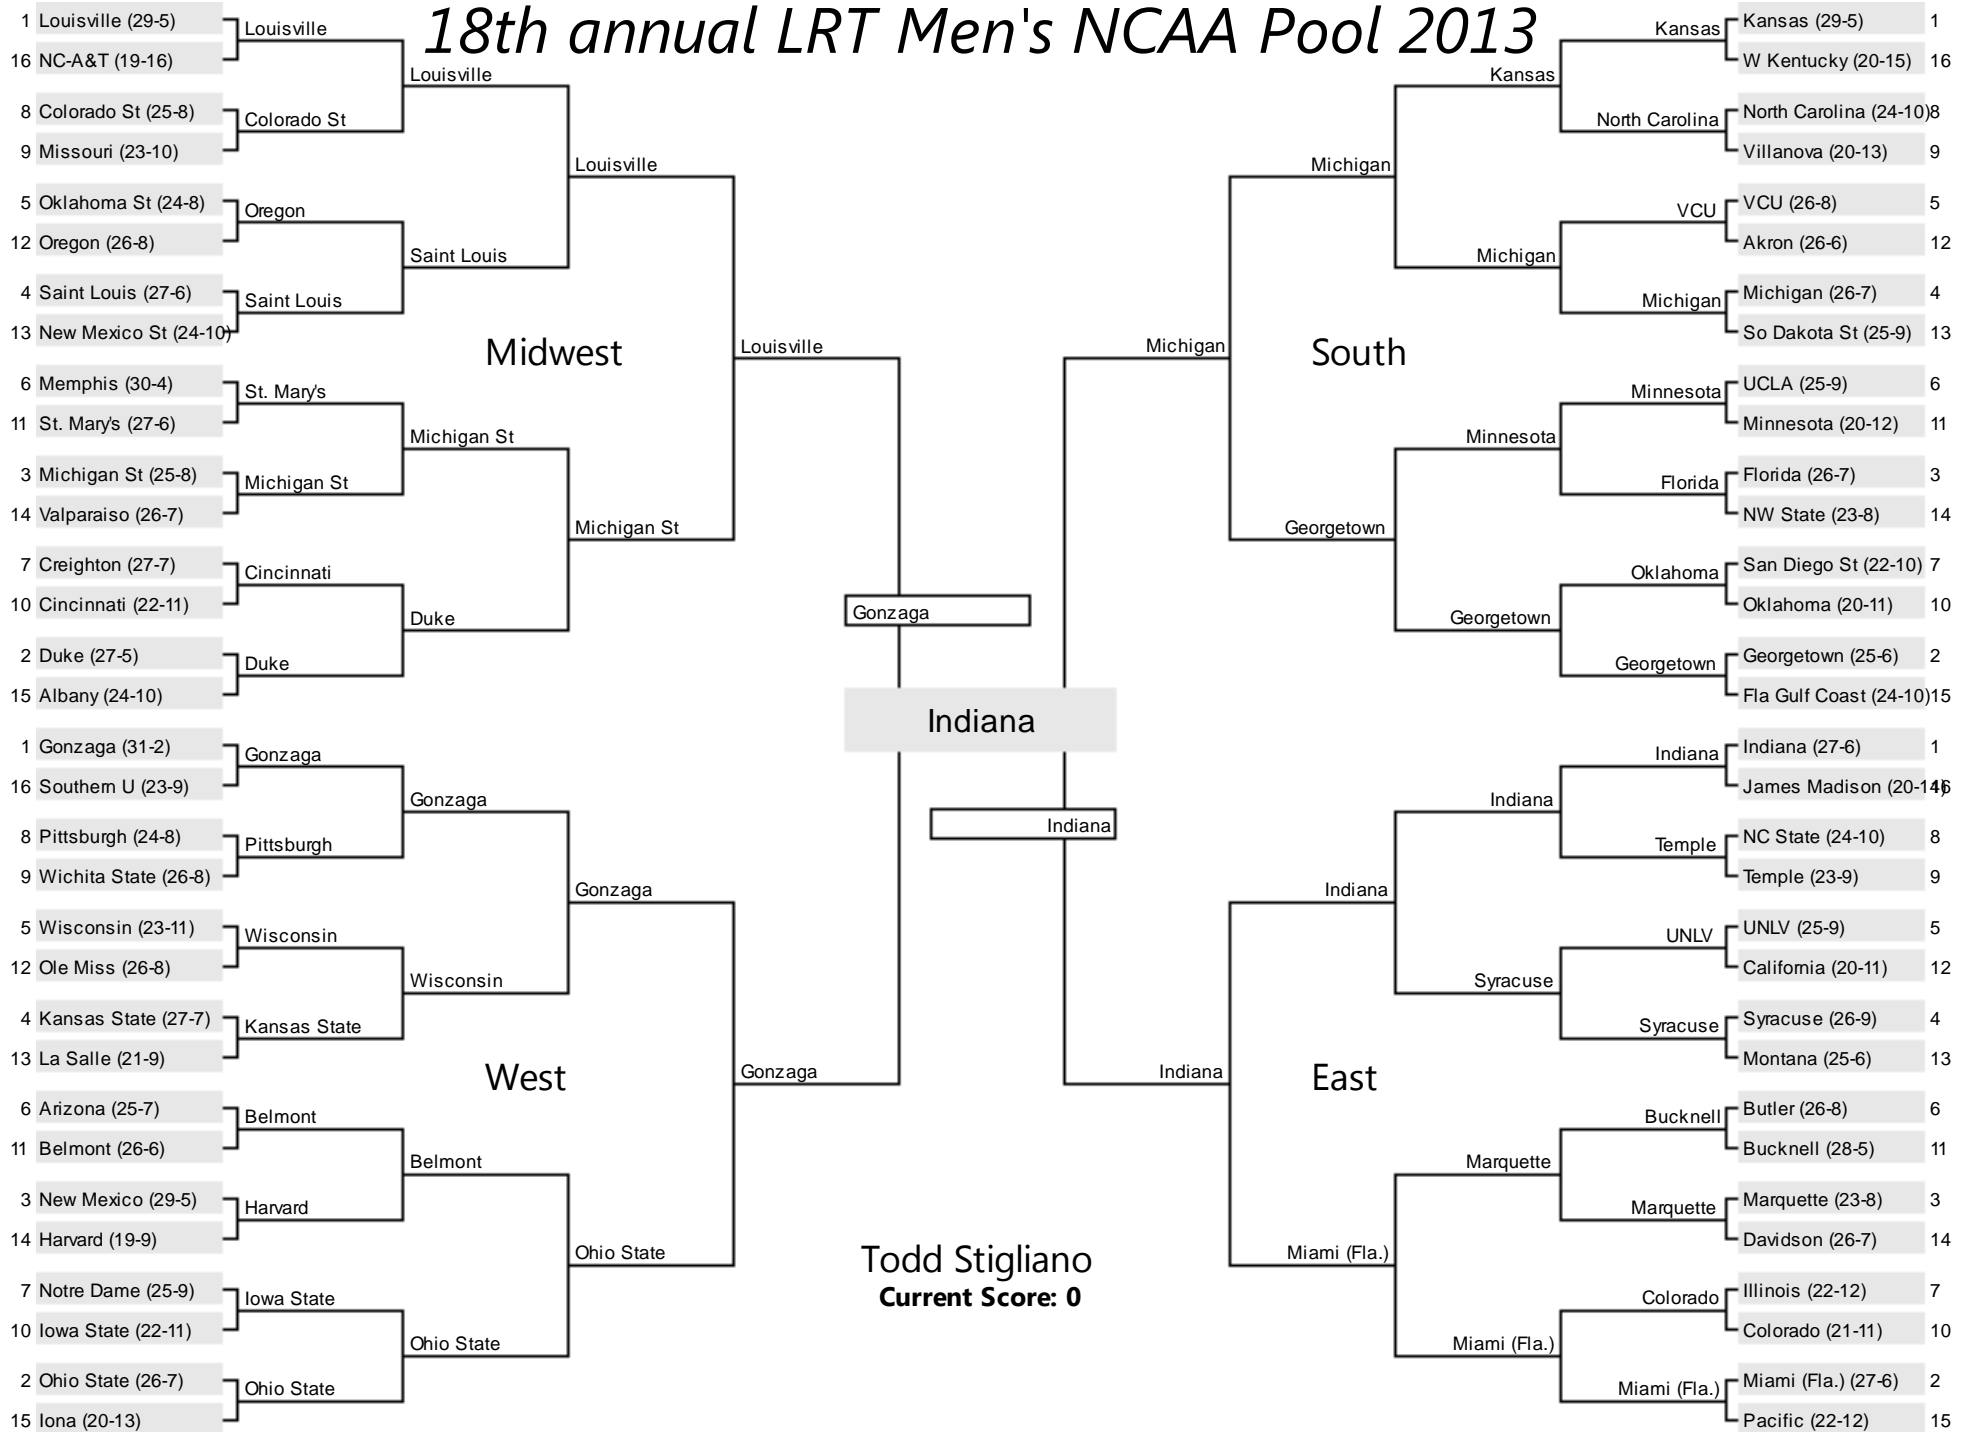 18th annual LRT Men's NCAA Pool 2013
1 Louisville (29-5)
16 NC-A&T (19-16)
8 Colorado St (25-8)
9 Missouri (23-10)
5 Oklahoma St (24-8)
12 Oregon (26-8)
4 Saint Louis (27-6)
13 New Mexico St (24-10)
6 Memphis (30-4)
11 St. Mary's (27-6)
3 Michigan St (25-8)
14 Valparaiso (26-7)
7 Creighton (27-7)
10 Cincinnati (22-11)
2 Duke (27-5)
15 Albany (24-10)
Louisville
Colorado St
Oregon
Saint Louis
St. Mary's
Michigan St
Cincinnati
Duke
Louisville
Saint Louis
Michigan St
Duke
Louisville
Michigan St
Louisville
Midwest
1 Gonzaga (31-2)
16 Southern U (23-9)
8 Pittsburgh (24-8)
9 Wichita State (26-8)
5 Wisconsin (23-11)
12 Ole Miss (26-8)
4 Kansas State (27-7)
13 La Salle (21-9)
6 Arizona (25-7)
11 Belmont (26-6)
3 New Mexico (29-5)
14 Harvard (19-9)
7 Notre Dame (25-9)
10 Iowa State (22-11)
2 Ohio State (26-7)
15 Iona (20-13)
Gonzaga
Pittsburgh
Wisconsin
Kansas State
Belmont
Harvard
Iowa State
Ohio State
Gonzaga
Wisconsin
Belmont
Ohio State
Gonzaga
Ohio State
Gonzaga
West
Gonzaga
Indiana
Indiana
Todd Stigliano
Current Score: 0
Kansas (29-5) 1
W Kentucky (20-15) 16
North Carolina (24-10) 8
Villanova (20-13) 9
VCU (26-8) 5
Akron (26-6) 12
Michigan (26-7) 4
So Dakota St (25-9) 13
UCLA (25-9) 6
Minnesota (20-12) 11
Florida (26-7) 3
NW State (23-8) 14
San Diego St (22-10) 7
Oklahoma (20-11) 10
Georgetown (25-6) 2
Fla Gulf Coast (24-10) 15
Kansas
North Carolina
VCU
Michigan
Minnesota
Florida
Oklahoma
Georgetown
Kansas
Michigan
Minnesota
Georgetown
Michigan
Georgetown
Michigan
South
Indiana (27-6) 1
James Madison (20-14) 16
NC State (24-10) 8
Temple (23-9) 9
UNLV (25-9) 5
California (20-11) 12
Syracuse (26-9) 4
Montana (25-6) 13
Butler (26-8) 6
Bucknell (28-5) 11
Marquette (23-8) 3
Davidson (26-7) 14
Illinois (22-12) 7
Colorado (21-11) 10
Miami (Fla.) (27-6) 2
Pacific (22-12) 15
Indiana
Temple
UNLV
Syracuse
Bucknell
Marquette
Colorado
Miami (Fla.)
Indiana
Syracuse
Marquette
Miami (Fla.)
Indiana
Miami (Fla.)
Indiana
East